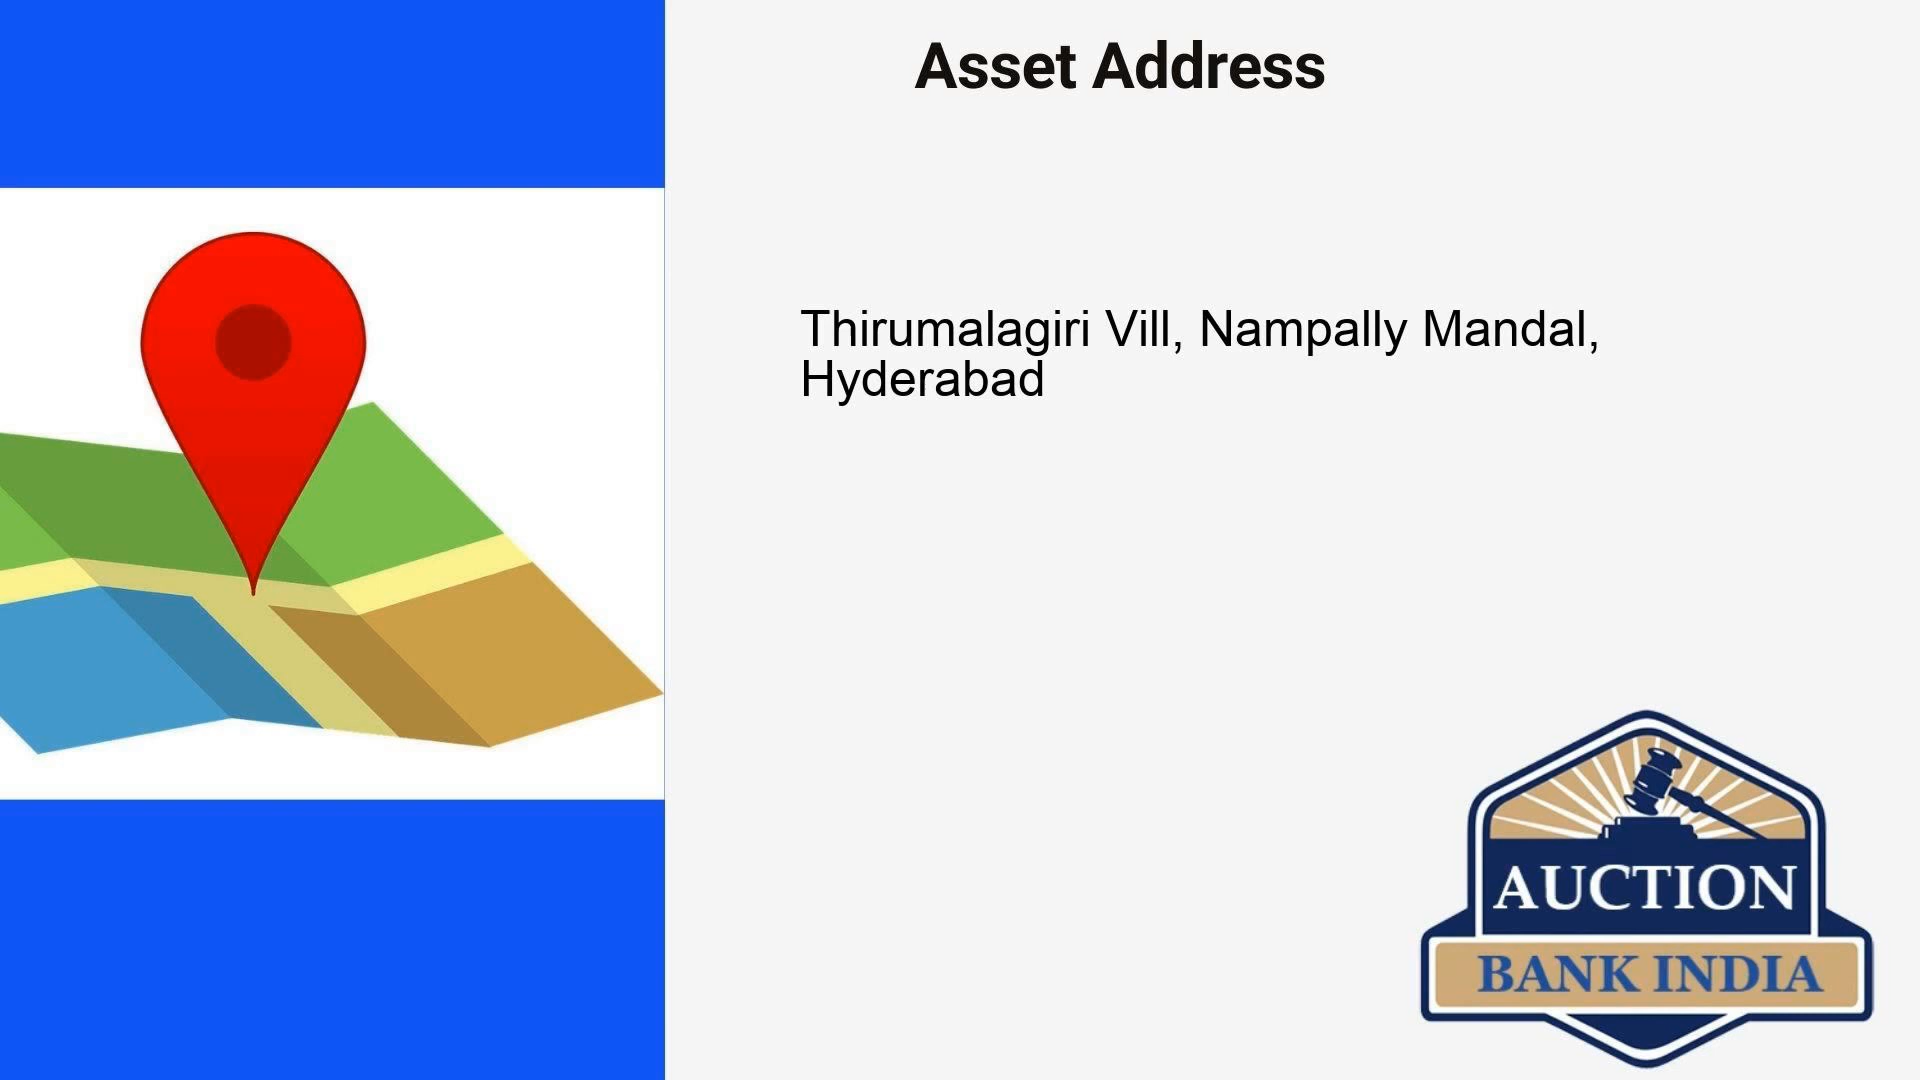 Asset Address
Thirumalagiri Vill, Nampally Mandal,
Hyderabad
AUCTION
BANK INDIA